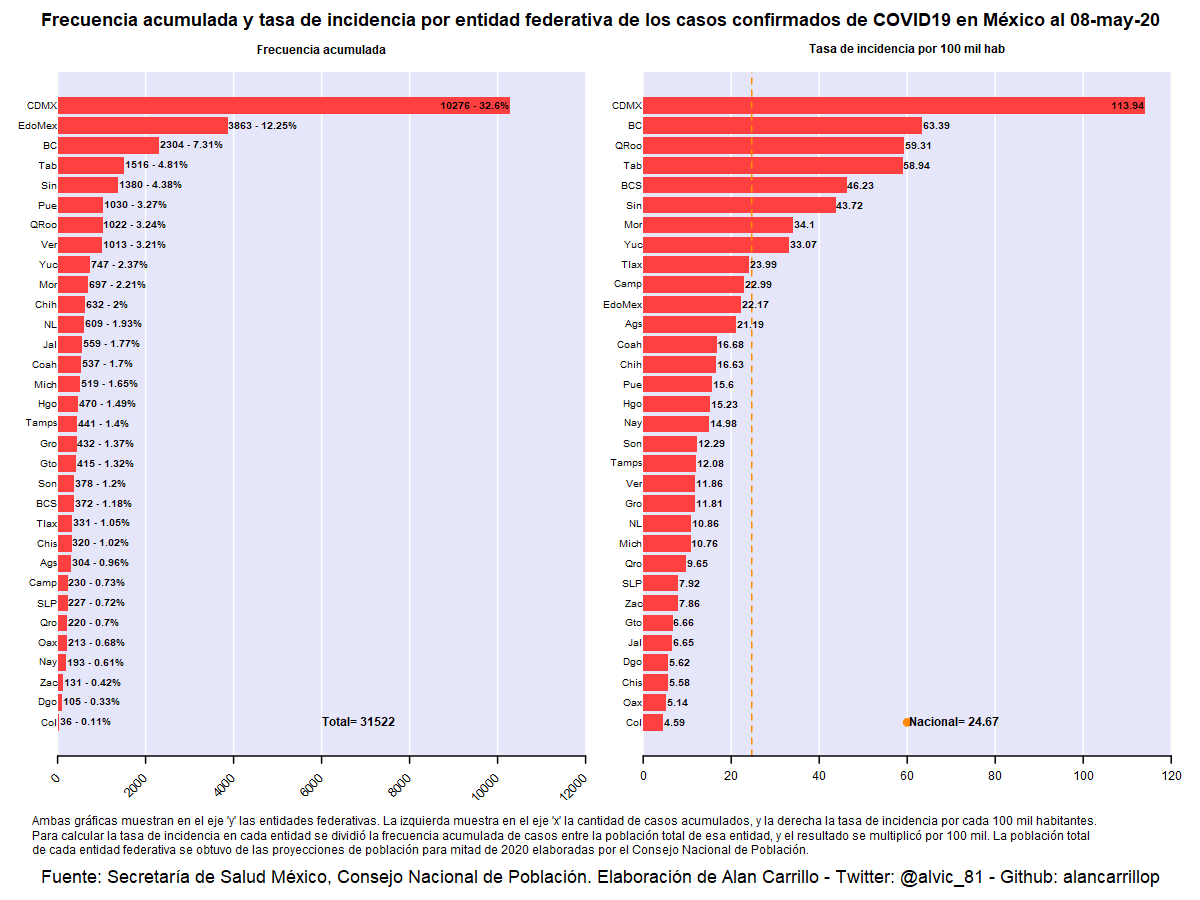 Frecuencia acumulada y tasa de incidencia por entidad federativa de los casos confirmados de COVID19 en México al 08-may-20
Frecuencia acumulada
CDMX 10276 - 32.6%
EdoMex 3863 - 12.25%
BC 2304 - 7.31%
Tab 1516 - 4.81%
Sin 1380 - 4.38%
Pue 1030 - 3.27%
QRoo 1022 - 3.24%
Ver 1013 - 3.21%
Yuc 747 - 2.37%
Mor 697 - 2.21%
Chih 632 - 2%
NL 609 - 1.93%
Jal 559 - 1.77%
Coah 537 - 1.7%
Mich 519 - 1.65%
Hgo 470 - 1.49%
Tamps 441 - 1.4%
Gro 432 - 1.37%
Gto 415 - 1.32%
Son 378 - 1.2%
BCS 372 - 1.18%
Tlax 331 - 1.05%
Chis 320 - 1.02%
Ags 304 - 0.96%
Camp 230 - 0.73%
SLP 227 - 0.72%
Qro 220 - 0.7%
Oax 213 - 0.68%
Nay 193 - 0.61%
Zac 131 - 0.42%
Dgo 105 - 0.33%
Col 36 - 0.11%
Total= 31522
0 2000 4000 6000 8000 10000 12000
Tasa de incidencia por 100 mil hab
CDMX 113.94
BC 63.39
QRoo 59.31
Tab 58.94
BCS 46.23
Sin 43.72
Mor 34.1
Yuc 33.07
Tlax 23.99
Camp 22.99
EdoMex 22.17
Ags 21.19
Coah 16.68
Chih 16.63
Pue 15.6
Hgo 15.23
Nay 14.98
Son 12.29
Tamps 12.08
Ver 11.86
Gro 11.81
NL 10.86
Mich 10.76
Qro 9.65
SLP 7.92
Zac 7.86
Gto 6.66
Jal 6.65
Dgo 5.62
Chis 5.58
Oax 5.14
Col 4.59
Nacional= 24.67
0 20 40 60 80 100 120
Ambas gráficas muestran en el eje 'y' las entidades federativas. La izquierda muestra en el eje 'x' la cantidad de casos acumulados, y la derecha la tasa de incidencia por cada 100 mil habitantes.
Para calcular la tasa de incidencia en cada entidad se dividió la frecuencia acumulada de casos entre la población total de esa entidad, y el resultado se multiplicó por 100 mil. La población total
de cada entidad federativa se obtuvo de las proyecciones de población para mitad de 2020 elaboradas por el Consejo Nacional de Población.
Fuente: Secretaría de Salud México, Consejo Nacional de Población. Elaboración de Alan Carrillo - Twitter: @alvic_81 - Github: alancarrillop